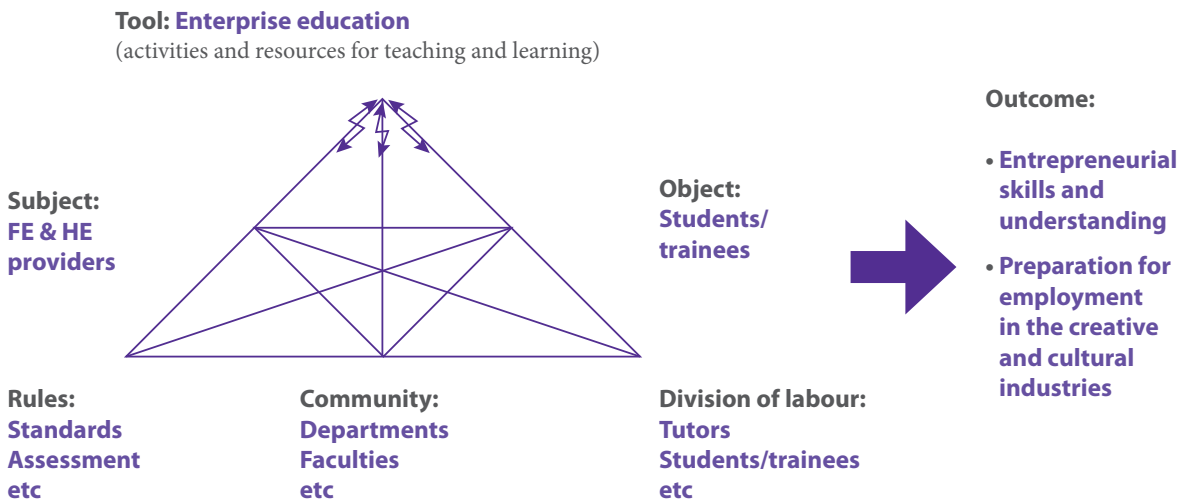 Tool: Enterprise education
(activities and resources for teaching and learning)
Subject:
FE & HE
providers
Object:
Students/
trainees
Outcome:
• Entrepreneurial
skills and
understanding
• Preparation for
employment
in the creative
and cultural
industries
Rules:
Standards
Assessment
etc
Community:
Departments
Faculties
etc
Division of labour:
Tutors
Students/trainees
etc